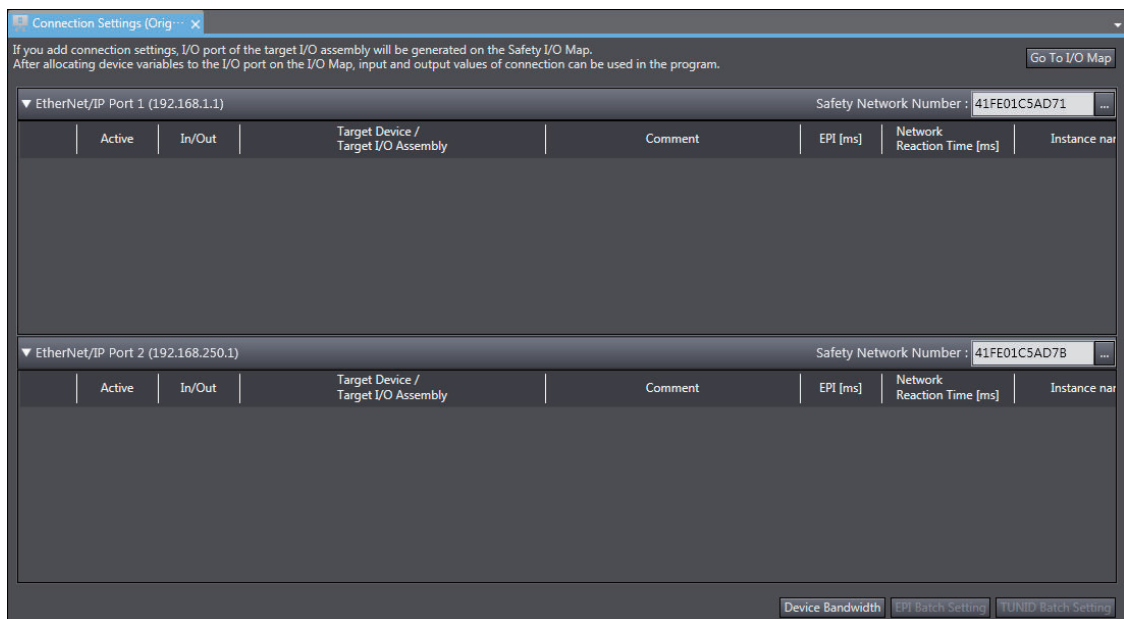 Connection Settings (Orig···
If you add connection settings, I/O port of the target I/O assembly will be generated on the Safety I/O Map.
After allocating device variables to the I/O port on the I/O Map, input and output values of connection can be used in the program.
Go To I/O Map
EtherNet/IP Port 1 (192.168.1.1)
Safety Network Number : 41FE01C5AD71 ...
Active In/Out Target Device / Target I/O Assembly Comment EPI [ms] Network Reaction Time [ms] Instance nar
EtherNet/IP Port 2 (192.168.250.1)
Safety Network Number : 41FE01C5AD7B ...
Active In/Out Target Device / Target I/O Assembly Comment EPI [ms] Network Reaction Time [ms] Instance nar
Device Bandwidth EPI Batch Setting TUNID Batch Setting